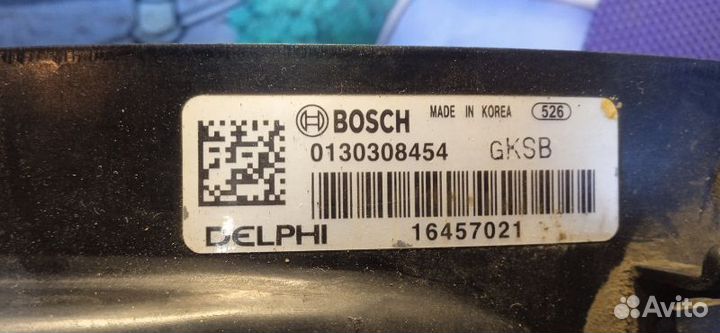 BOSCH MADE IN KOREA 526
0130308454 GKSB
DELPHI 16457021
Avito